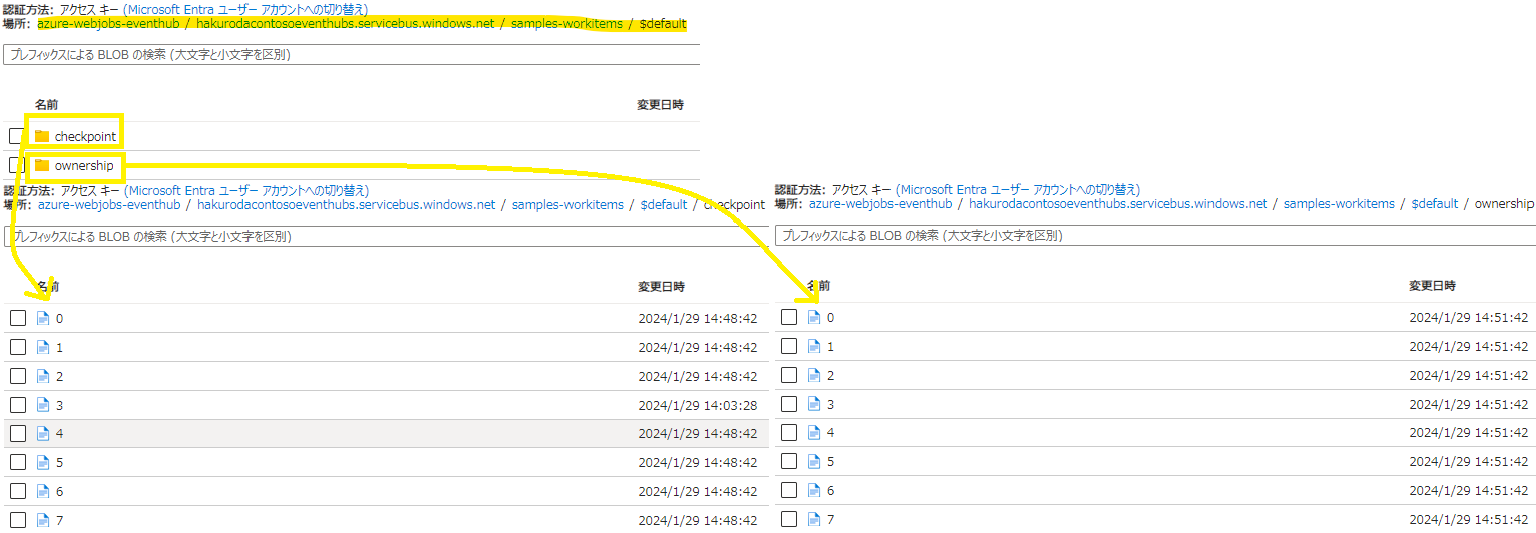 認証方法: アクセス キー (Microsoft Entra ユーザー アカウントへの切り替え)
場所: azure-webjobs-eventhub / hakurodacontosoeventhubs.servicebus.windows.net / samples-workitems / $default
プレフィックスによる BLOB の検索 (大文字と小文字を区別)
名前 変更日時
checkpoint
ownership
認証方法: アクセス キー (Microsoft Entra ユーザー アカウントへの切り替え)
場所: azure-webjobs-eventhub / hakurodacontosoeventhubs.servicebus.windows.net / samples-workitems / $default / checkpoint
プレフィックスによる BLOB の検索 (大文字と小文字を区別)
名前 変更日時
0 2024/1/29 14:48:42
1 2024/1/29 14:48:42
2 2024/1/29 14:48:42
3 2024/1/29 14:03:28
4 2024/1/29 14:48:42
5 2024/1/29 14:48:42
6 2024/1/29 14:48:42
7 2024/1/29 14:48:42
認証方法: アクセス キー (Microsoft Entra ユーザー アカウントへの切り替え)
場所: azure-webjobs-eventhub / hakurodacontosoeventhubs.servicebus.windows.net / samples-workitems / $default / ownership
プレフィックスによる BLOB の検索 (大文字と小文字を区別)
名前 変更日時
0 2024/1/29 14:51:42
1 2024/1/29 14:51:42
2 2024/1/29 14:51:42
3 2024/1/29 14:51:42
4 2024/1/29 14:51:42
5 2024/1/29 14:51:42
6 2024/1/29 14:51:42
7 2024/1/29 14:51:42